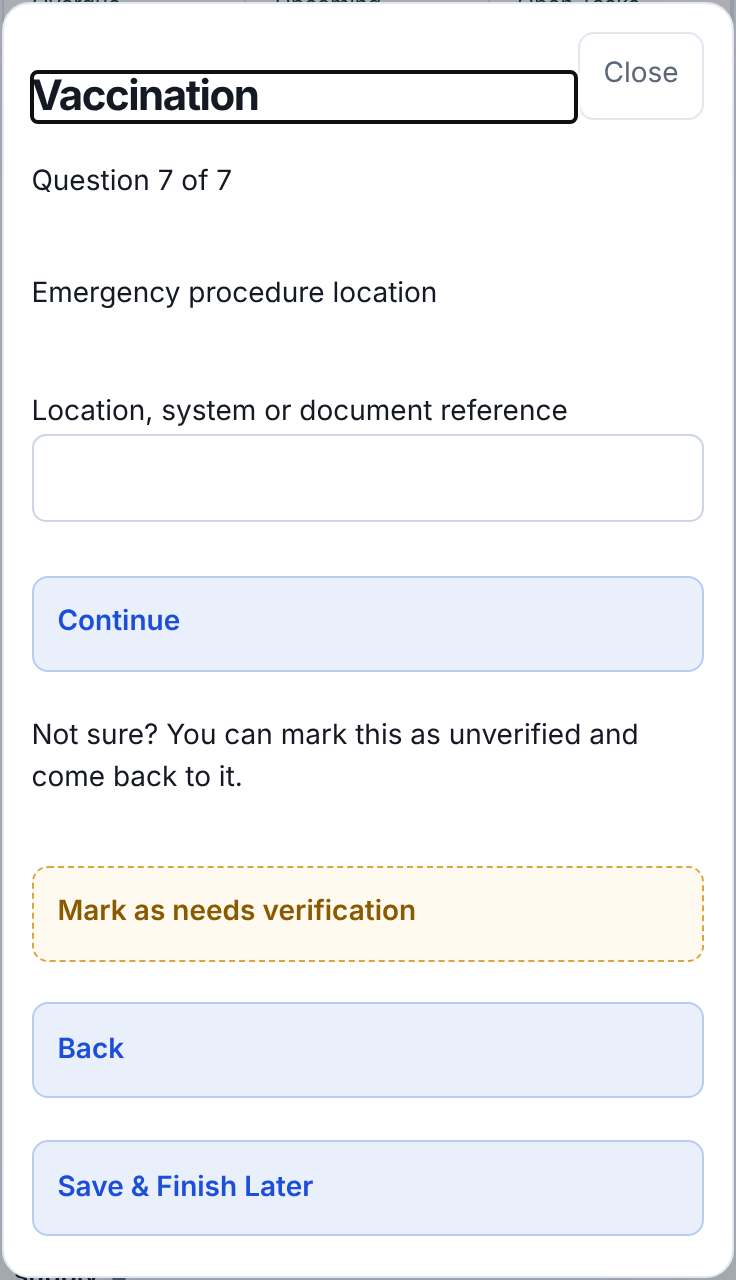 Close
Vaccination
Question 7 of 7
Emergency procedure location
Location, system or document reference
Continue
Not sure? You can mark this as unverified and
come back to it.
Mark as needs verification
Back
Save & Finish Later